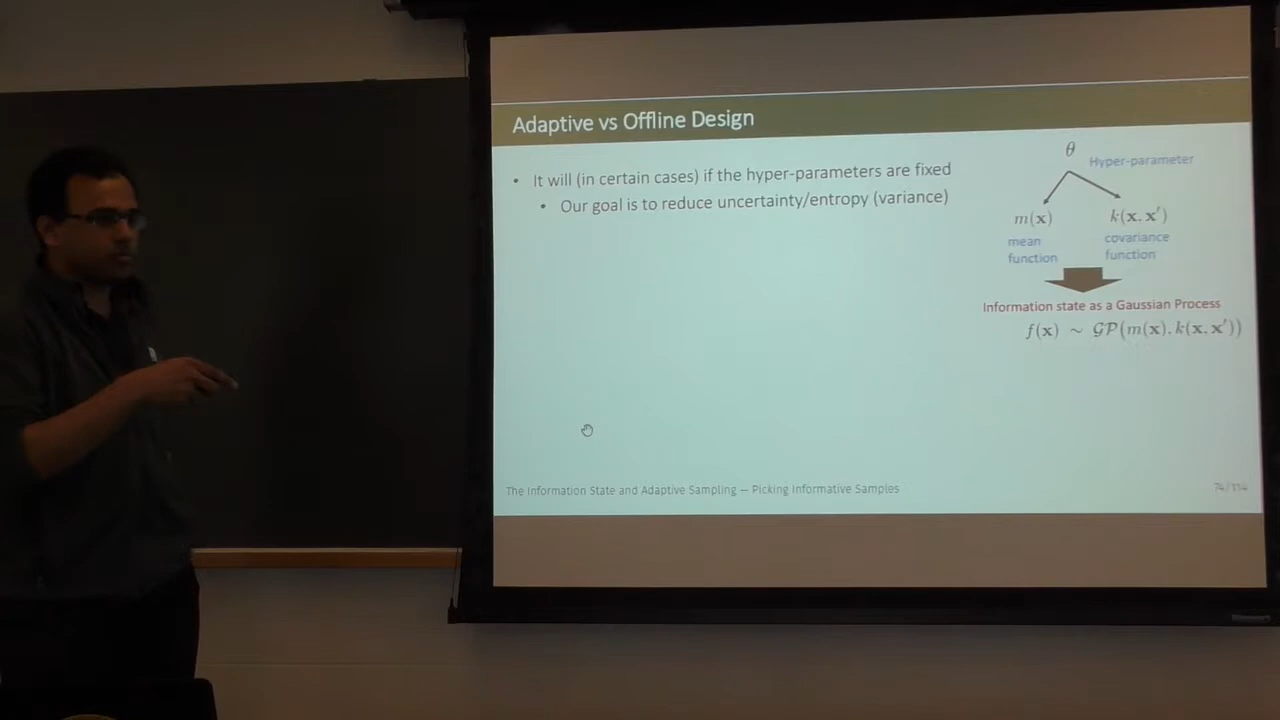 Adaptive vs Offline Design
• It will (in certain cases) if the hyper-parameters are fixed
• Our goal is to reduce uncertainty/entropy (variance)
θ
Hyper-parameter
m(x) k(x.x′)
mean function
covariance function
Information state as a Gaussian Process
f(x) ∼ GP(m(x).k(x.x′))
The Information State and Adaptive Sampling — Picking Informative Samples
74/114